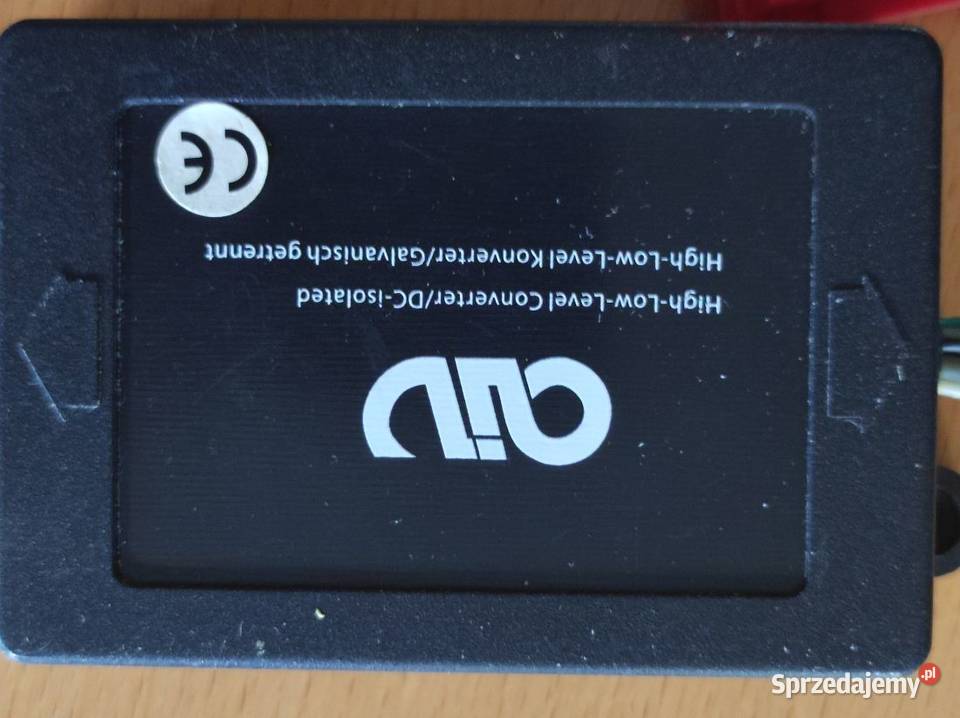 aiv
High-Low-Level Converter/DC-isolated
High-Low-Level Konverter/Galvanisch getrennt
CE
Sprzedajemy.pl